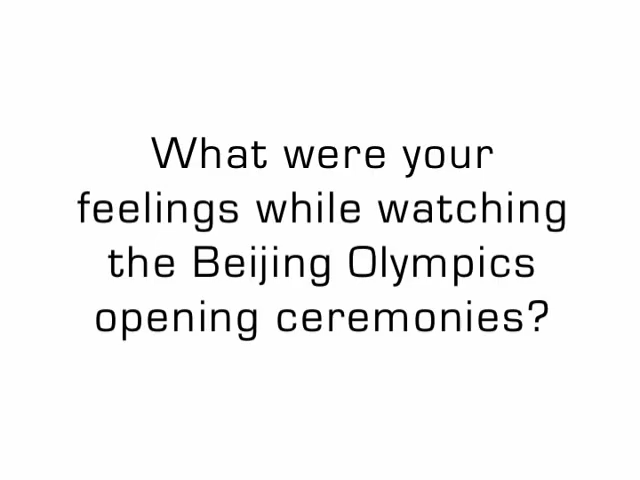 What were your
feelings while watching
the Beijing Olympics
opening ceremonies?